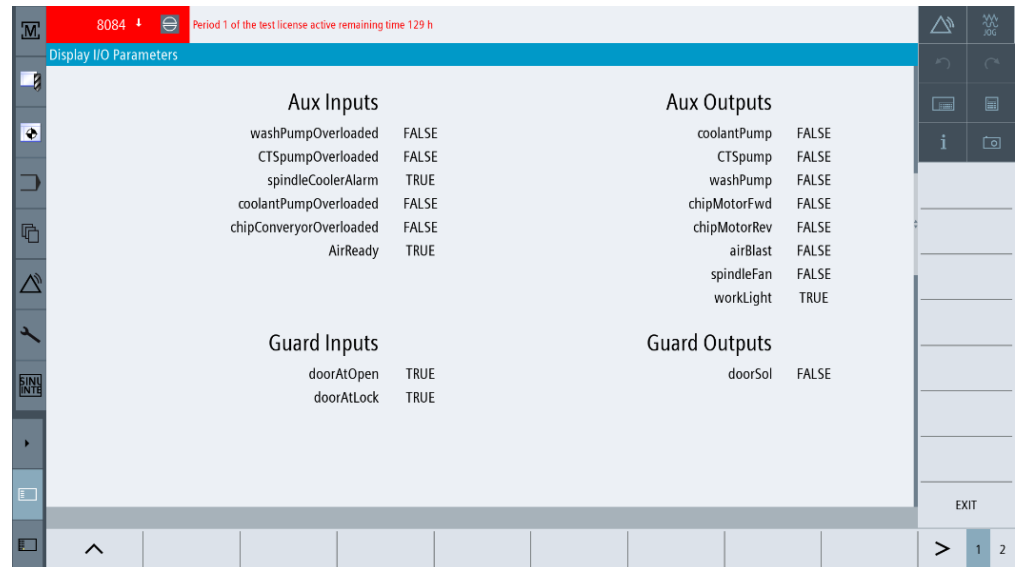 M
8084
Period 1 of the test license active remaining time 129 h
JOG
Display I/O Parameters
Aux Inputs
washPumpOverloaded FALSE
CTSpumpOverloaded FALSE
spindleCoolerAlarm TRUE
coolantPumpOverloaded FALSE
chipConveryorOverloaded FALSE
AirReady TRUE
Aux Outputs
coolantPump FALSE
CTSpump FALSE
washPump FALSE
chipMotorFwd FALSE
chipMotorRev FALSE
airBlast FALSE
spindleFan FALSE
workLight TRUE
Guard Inputs
doorAtOpen TRUE
doorAtLock TRUE
Guard Outputs
doorSol FALSE
SINU
INTE
i
EXIT
> 1 2